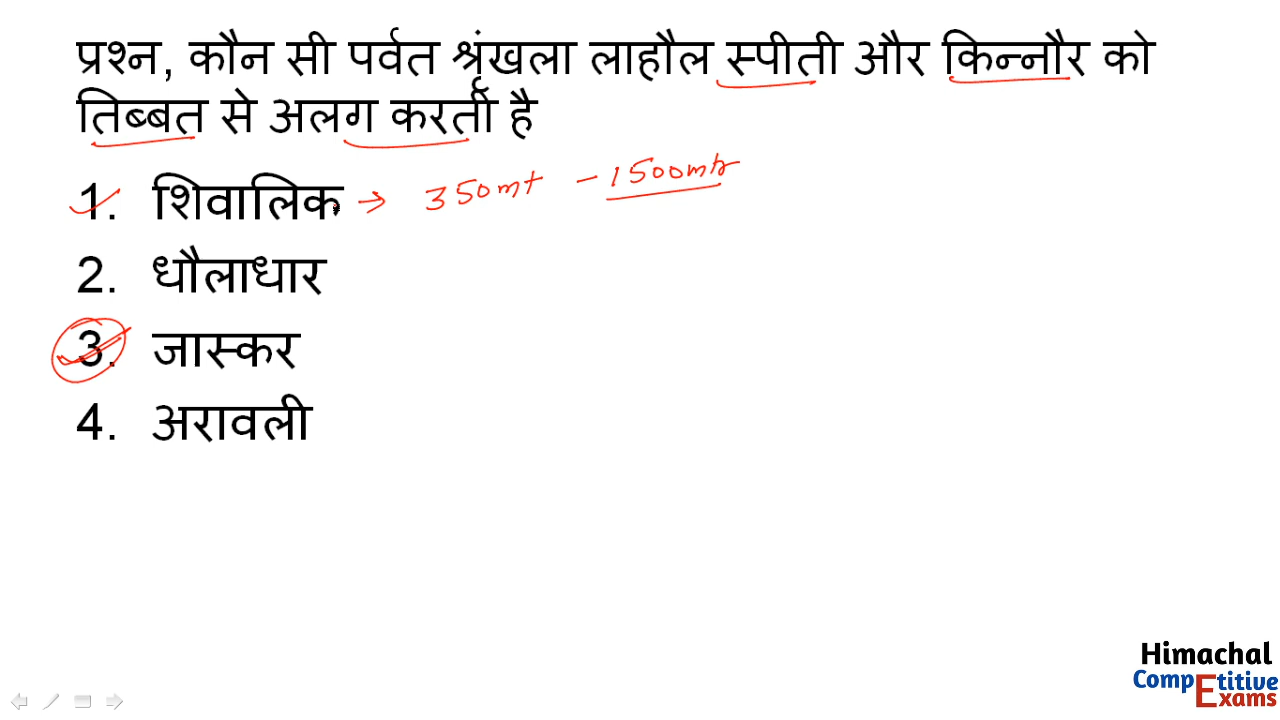 प्रश्न, कौन सी पर्वत श्रृंखला लाहौल स्पीती और किन्नौर को
तिब्बत से अलग करती है
1. शिवालिक → 350mt - 1500mtr
2. धौलाधार
3. जास्कर
4. अरावली
Himachal
Competitive
Exams